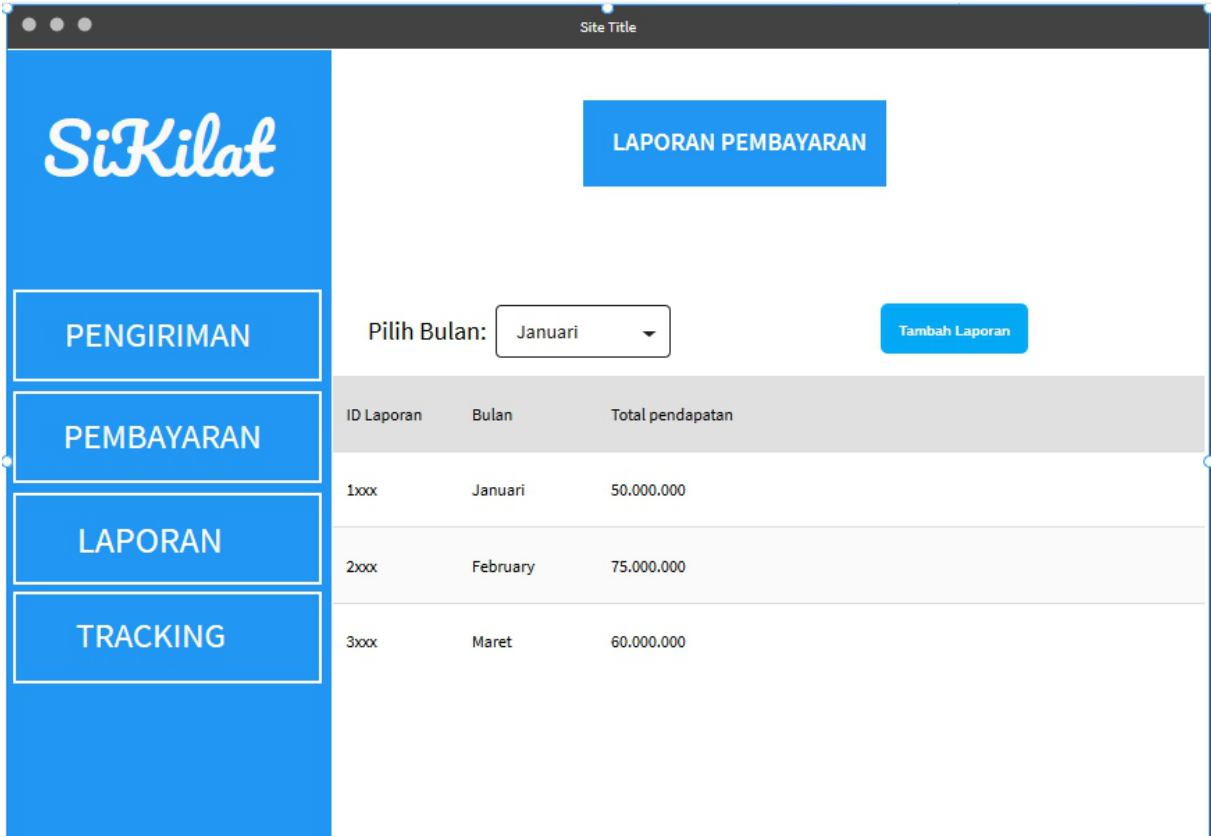 Site Title
SiKilat
LAPORAN PEMBAYARAN
PENGIRIMAN
PEMBAYARAN
LAPORAN
TRACKING
Pilih Bulan: Januari
Tambah Laporan
ID Laporan Bulan Total pendapatan
1xxx Januari 50.000.000
2xxx February 75.000.000
3xxx Maret 60.000.000